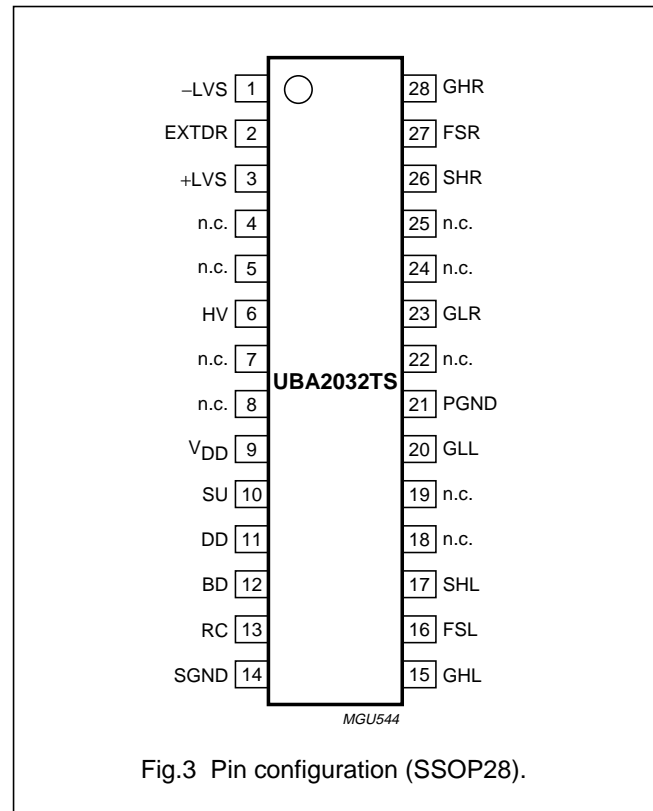 –LVS 1 28 GHR
EXTDR 2 27 FSR
+LVS 3 26 SHR
n.c. 4 25 n.c.
n.c. 5 24 n.c.
HV 6 23 GLR
n.c. 7 22 n.c.
UBA2032TS
n.c. 8 21 PGND
VDD 9 20 GLL
SU 10 19 n.c.
DD 11 18 n.c.
BD 12 17 SHL
RC 13 16 FSL
SGND 14 15 GHL
MGU544
Fig.3 Pin configuration (SSOP28).